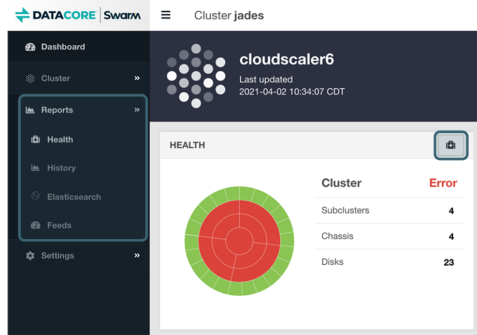 DATACORE Swarm
Cluster jades
Dashboard
Cluster
Reports
Health
History
Elasticsearch
Feeds
Settings
cloudscaler6
Last updated
2021-04-02 10:34:07 CDT
HEALTH
Cluster Error
Subclusters 4
Chassis 4
Disks 23